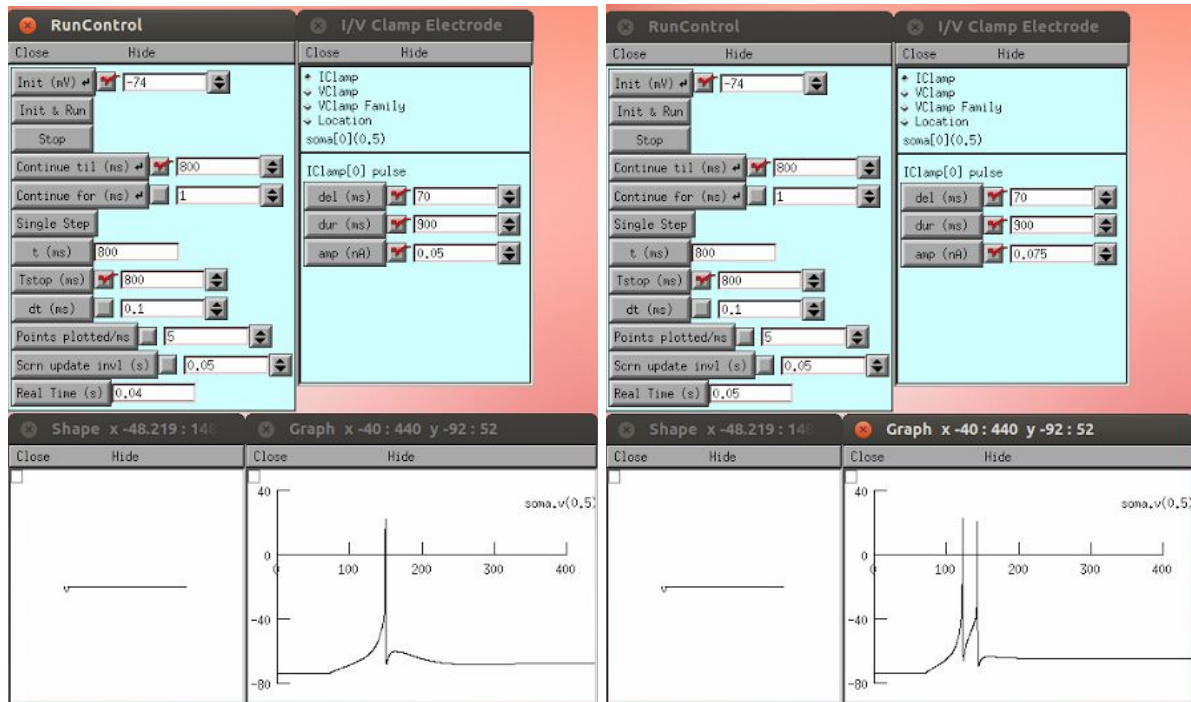 RunControl
Close Hide
Init (mV) -74
Init & Run
Stop
Continue til (ms) 800
Continue for (ms) 1
Single Step
t (ms) 800
Tstop (ms) 800
dt (ms) 0.1
Points plotted/ms 5
Scrn update invl (s) 0.05
Real Time (s) 0.04
I/V Clamp Electrode
Close Hide
IClamp
VClamp
VClamp Family
Location
soma[0](0.5)
IClamp[0] pulse
del (ms) 70
dur (ms) 900
amp (nA) 0.05
Shape x -48.219 : 148
Close Hide
Graph x -40 : 440 y -92 : 52
Close Hide
40
soma.v(0.5)
0
0 100 200 300 400
-40
-80
RunControl
Close Hide
Init (mV) -74
Init & Run
Stop
Continue til (ms) 800
Continue for (ms) 1
Single Step
t (ms) 800
Tstop (ms) 800
dt (ms) 0.1
Points plotted/ms 5
Scrn update invl (s) 0.05
Real Time (s) 0.05
I/V Clamp Electrode
Close Hide
IClamp
VClamp
VClamp Family
Location
soma[0](0.5)
IClamp[0] pulse
del (ms) 70
dur (ms) 900
amp (nA) 0.075
Shape x -48.219 : 148
Close Hide
Graph x -40 : 440 y -92 : 52
Close Hide
40
soma.v(0.5)
0
0 100 200 300 400
-40
-80